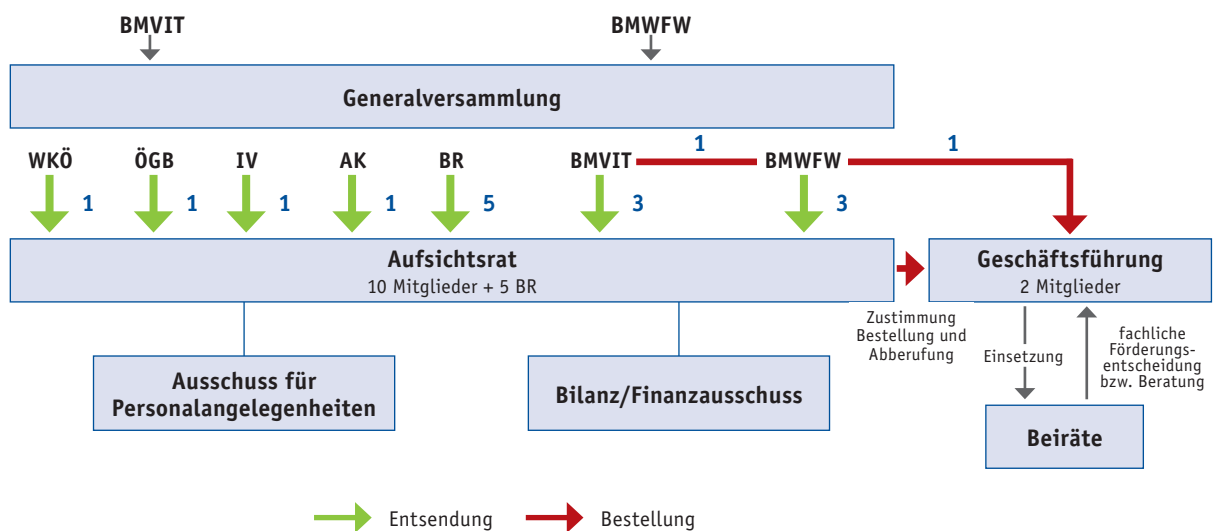 BMVIT BMWFW
Generalversammlung
WKÖ ÖGB IV AK BR BMVIT 1 BMWFW 1
1 1 1 1 5 3 3
Aufsichtsrat
10 Mitglieder + 5 BR
Geschäftsführung
2 Mitglieder
Zustimmung
Bestellung und
Abberufung
Einsetzung
fachliche
Förderungs-
entscheidung
bzw. Beratung
Ausschuss für
Personalangelegenheiten
Bilanz/Finanzausschuss
Beiräte
Entsendung Bestellung